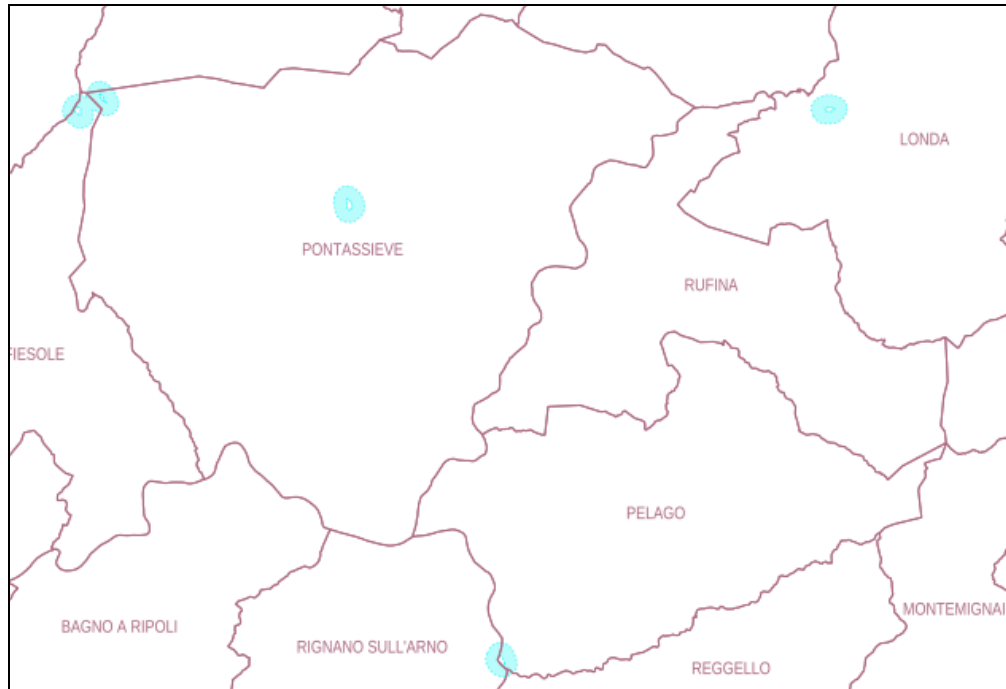 LONDA
PONTASSIEVE
RUFINA
FIESOLE
PELAGO
MONTEMIGNAI
BAGNO A RIPOLI
RIGNANO SULL'ARNO
REGGELLO